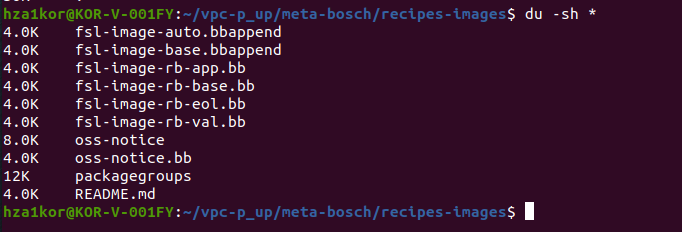 hza1kor@KOR-V-001FY:~/vpc-p_up/meta-bosch/recipes-images$ du -sh *
4.0K fsl-image-auto.bbappend
4.0K fsl-image-base.bbappend
4.0K fsl-image-rb-app.bb
4.0K fsl-image-rb-base.bb
4.0K fsl-image-rb-eol.bb
4.0K fsl-image-rb-val.bb
8.0K oss-notice
4.0K oss-notice.bb
12K packagegroups
4.0K README.md
hza1kor@KOR-V-001FY:~/vpc-p_up/meta-bosch/recipes-images$